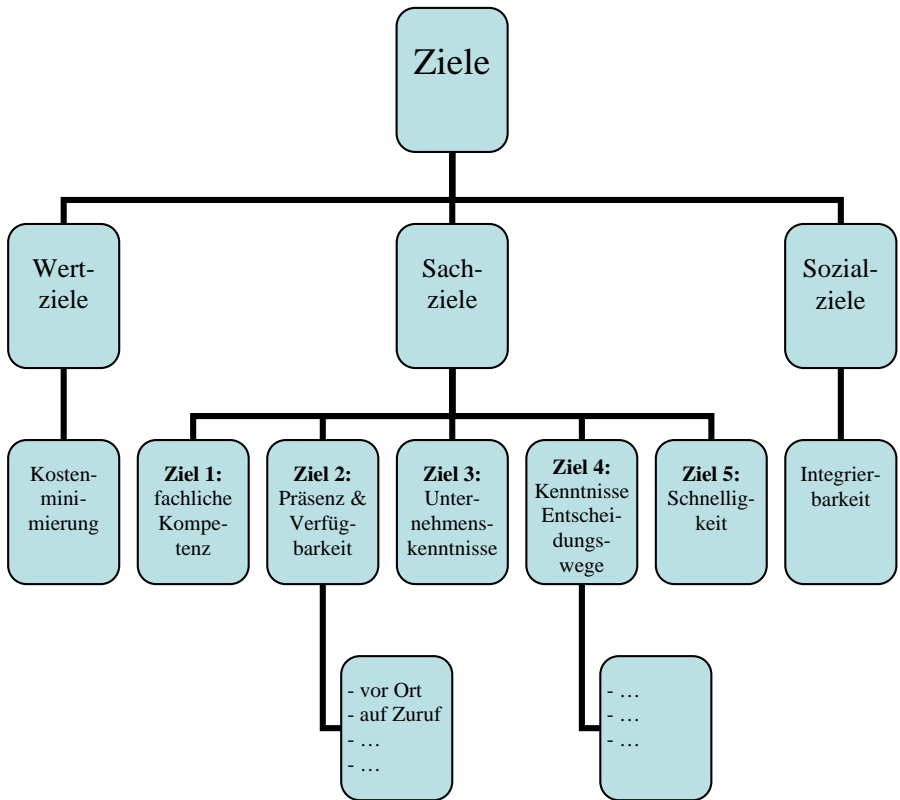 Ziele
Wert-
ziele
Sach-
ziele
Sozial-
ziele
Kosten-
mini-
mierung
Ziel 1:
fachliche
Kompe-
tenz
Ziel 2:
Präsenz &
Verfüg-
barkeit
Ziel 3:
Unter-
nehmens-
kenntnisse
Ziel 4:
Kenntnisse
Entschei-
dungs-
wege
Ziel 5:
Schnellig-
keit
Integrier-
barkeit
- vor Ort
- auf Zuruf
- …
- …
- …
- …
- …